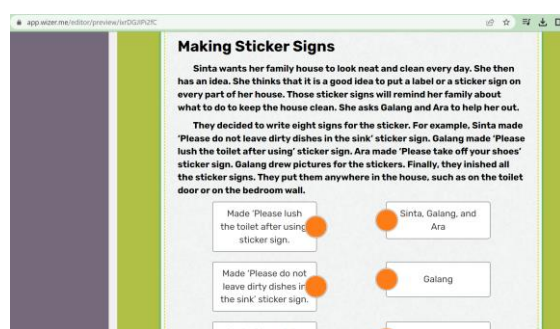 app.wizer.me/editor/preview/
Making Sticker Signs
Sinta wants her family house to look neat and clean every day. She then
has an idea. She thinks that it is a good idea to put a label or a sticker sign on
every part of her house. Those sticker signs will remind her family about
what to do to keep the house clean. She asks Galang and Ara to help her out.
They decided to write eight signs for the sticker. For example, Sinta made
'Please do not leave dirty dishes in the sink' sticker sign. Galang made 'Please
lush the toilet after using' sticker sign. Ara made 'Please take off your shoes'
sticker sign. Galang drew pictures for the stickers. Finally, they inished all
the sticker signs. They put them anywhere in the house, such as on the toilet
door or on the bedroom wall.
Made 'Please lush
the toilet after using
sticker sign.
Sinta, Galang, and
Ara
Made 'Please do not
leave dirty dishes in
the sink' sticker sign.
Galang